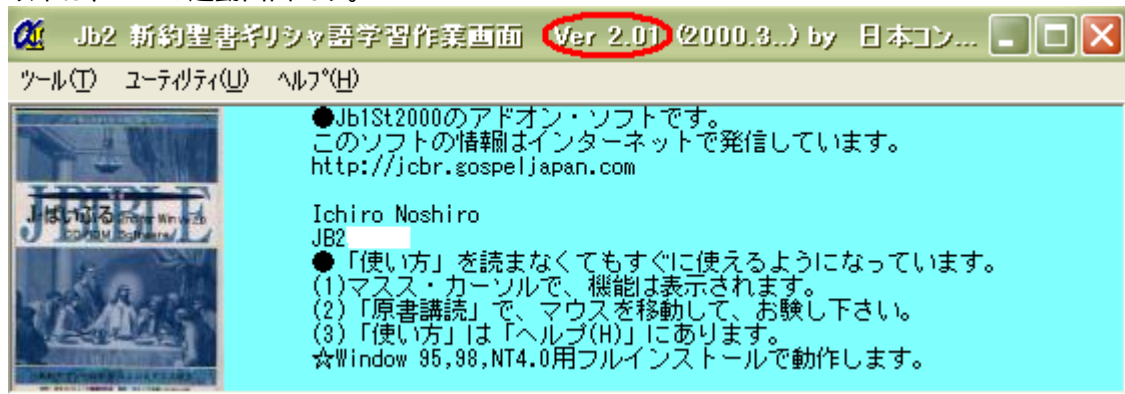 Jb2 新約聖書ギリシャ語学習作業画面 Ver 2.01 (2000.3..) by 日本コン...
ツール(T) ユーティリティ(U) ヘルプ(H)
●Jb1St2000のアドオン・ソフトです。
このソフトの情報はインターネットで発信しています。
http://jcbr.gospeljapan.com
Ichiro Noshiro
JB2
●「使い方」を読まなくてもすぐに使えるようになっています。
(1)マスス・カーソルで、機能は表示されます。
(2)「原書講読」で、マウスを移動して、お験し下さい。
(3)「使い方」は「ヘルプ(H)」にあります。
☆Window 95,98,NT4.0用フルインストールで動作します。
J-ばいぶる
JBIBLE
CD-ROM Software